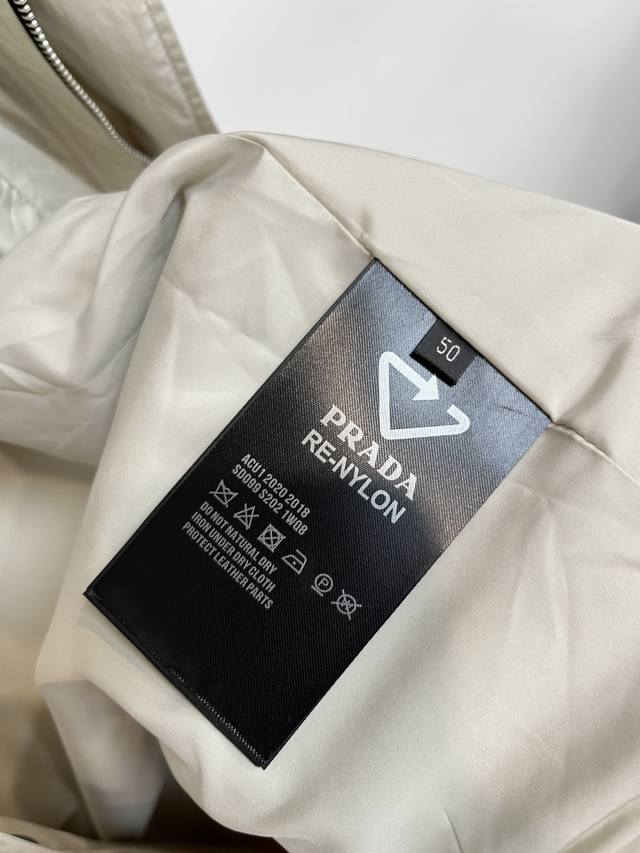 50
PRADA
RE-NYLON
ACU1 2020 2018
SD099 S202 1W08
DO NOT NATURAL DRY
IRON UNDER DRY CLOTH
PROTECT LEATHER PARTS
P